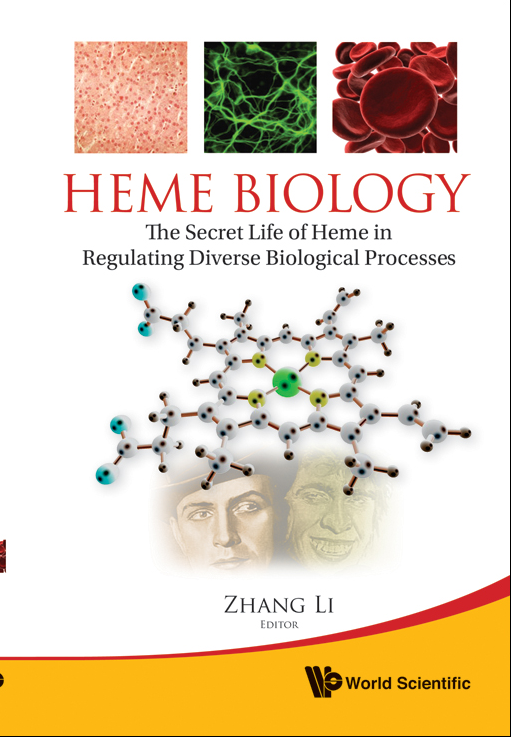 HEME BIOLOGY
The Secret Life of Heme in
Regulating Diverse Biological Processes
ZHANG LI
EDITOR
World Scientific